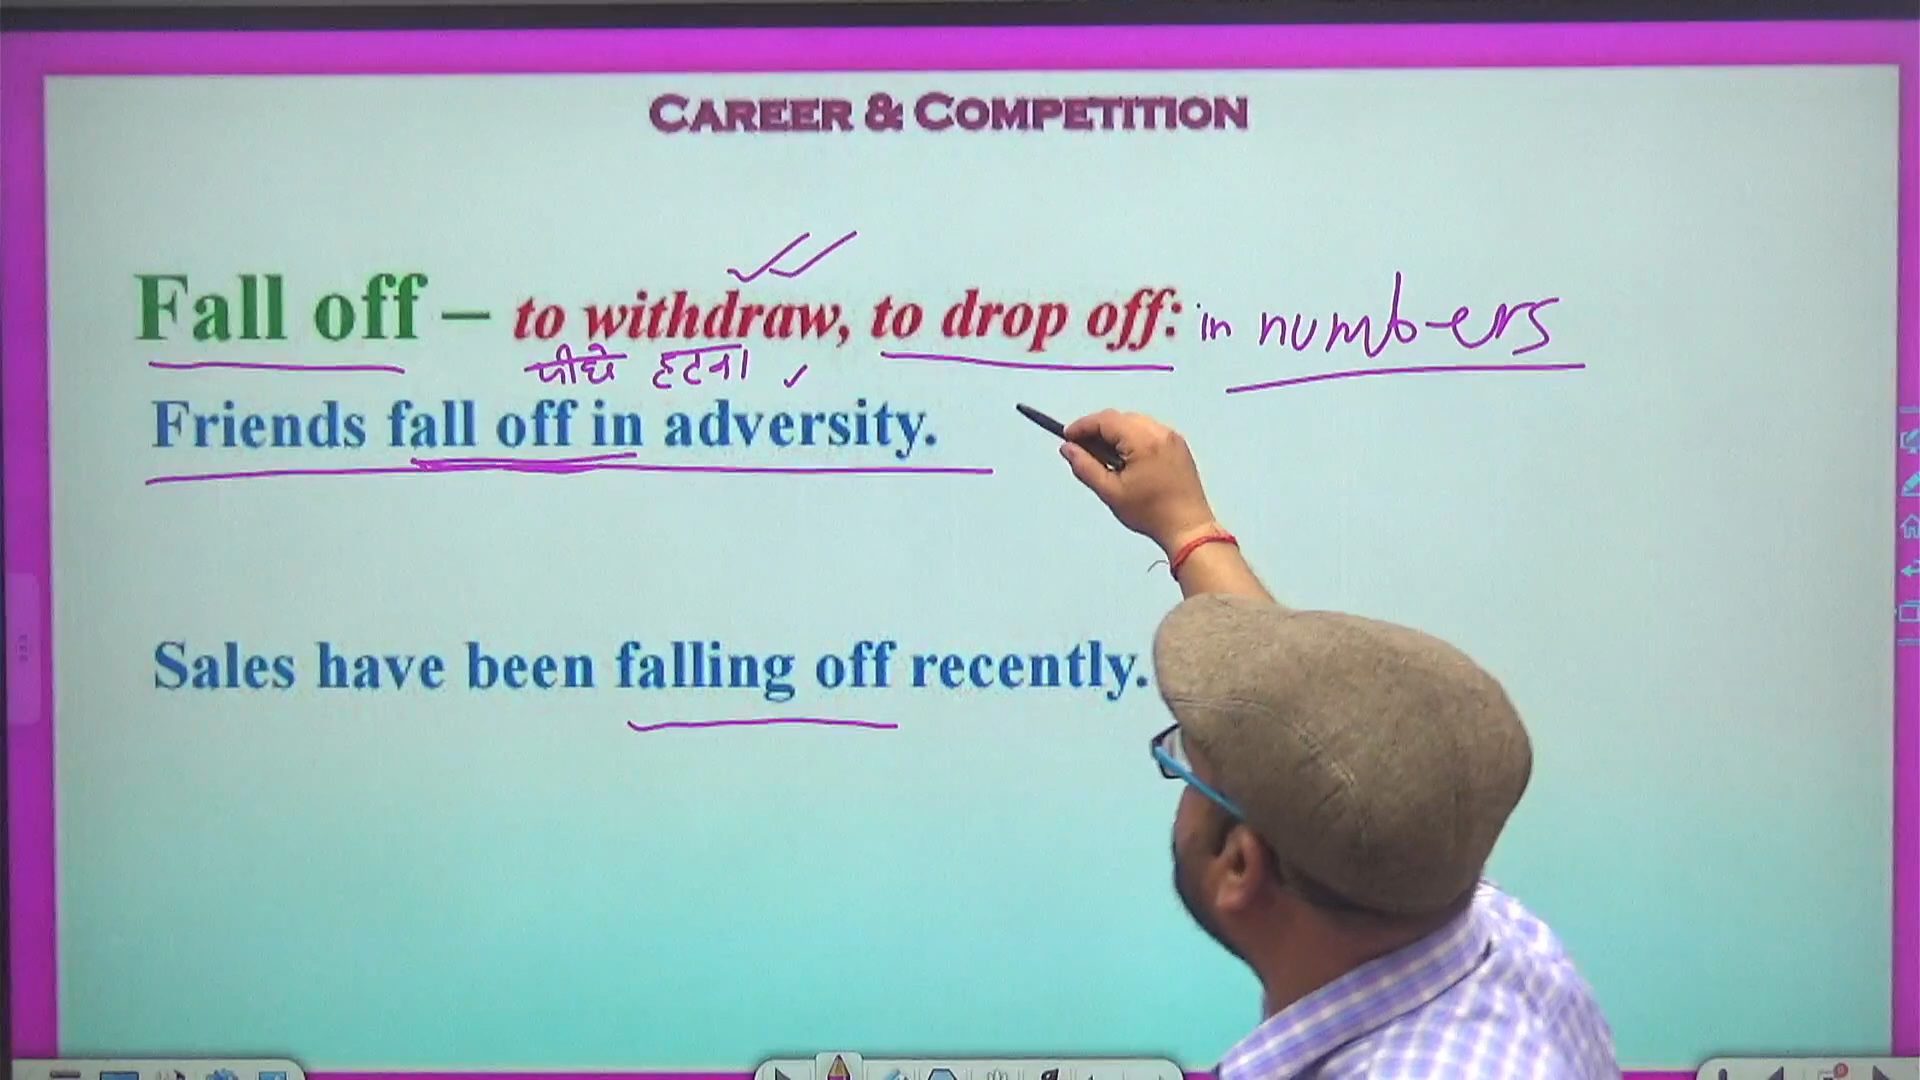 CAREER & COMPETITION
Fall off – to withdraw, to drop off: in numbers
पीछे हटना
Friends fall off in adversity.
Sales have been falling off recently.